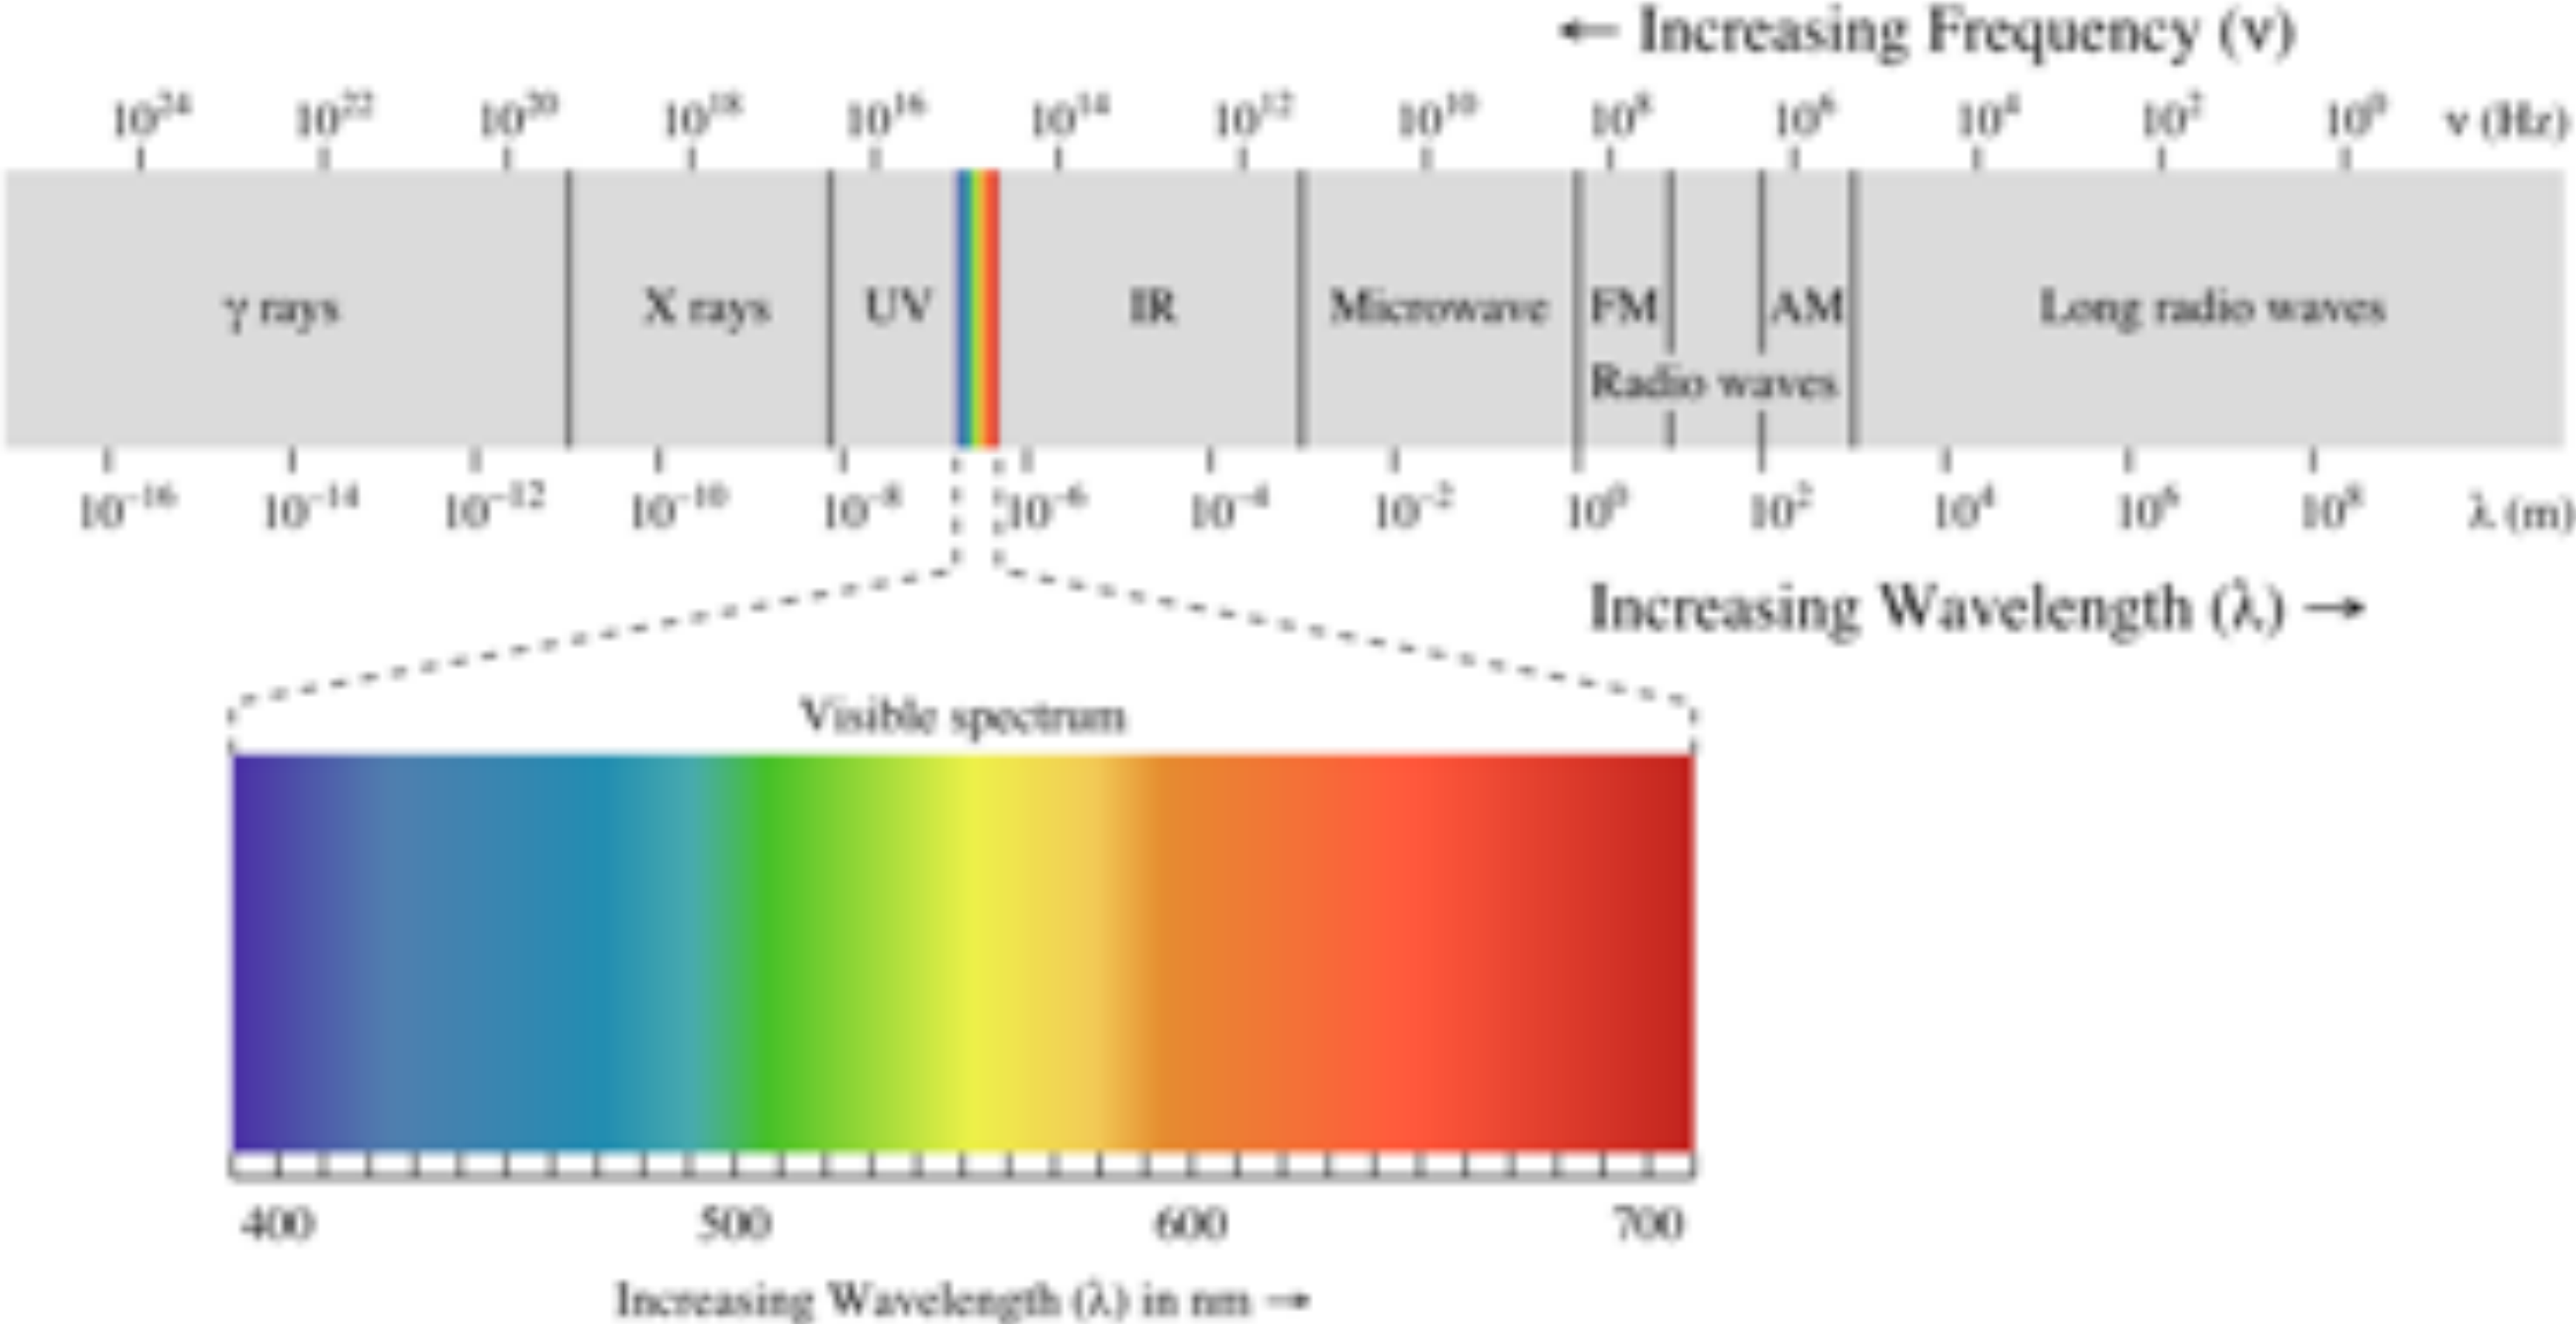 ← Increasing Frequency (ν)
10²⁴ 10²² 10²⁰ 10¹⁸ 10¹⁶ 10¹⁴ 10¹² 10¹⁰ 10⁸ 10⁶ 10⁴ 10² 10⁰ ν (Hz)
γ rays X rays UV IR Microwave FM AM Long radio waves
Radio waves
10⁻¹⁶ 10⁻¹⁴ 10⁻¹² 10⁻¹⁰ 10⁻⁸ 10⁻⁶ 10⁻⁴ 10⁻² 10⁰ 10² 10⁴ 10⁶ 10⁸ λ (m)
Increasing Wavelength (λ) →
Visible spectrum
400 500 600 700
Increasing Wavelength (λ) in nm →